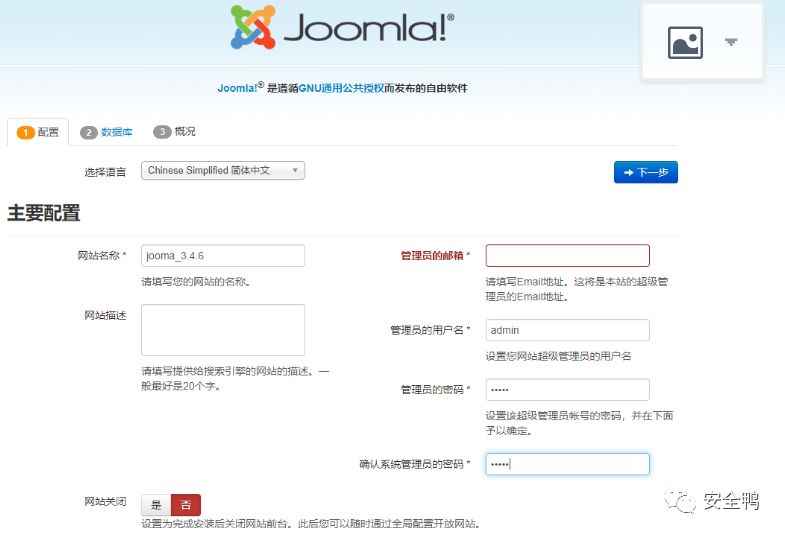 Joomla!®
Joomla!® 是遵循GNU通用公共授权而发布的自由软件
1 配置 2 数据库 3 概况
选择语言 Chinese Simplified 简体中文 下一步
主要配置
网站名称 * jooma_3.4.6
请填写您的网站的名称。
网站描述
请填写提供给搜索引擎的网站的描述。一
般最好是20个字。
管理员的邮箱 *
请填写Email地址。这将是本站的超级管
理员的Email地址。
管理员的用户名 * admin
设置您网站超级管理员的用户名
管理员的密码 * •••••
设置该超级管理员帐号的密码，并在下面
予以确定。
确认系统管理员的密码 * •••••
网站关闭 是 否
设置为完成安装后关闭网站前台。此后您可以随时通过全局配置开放网站。
安全鸭